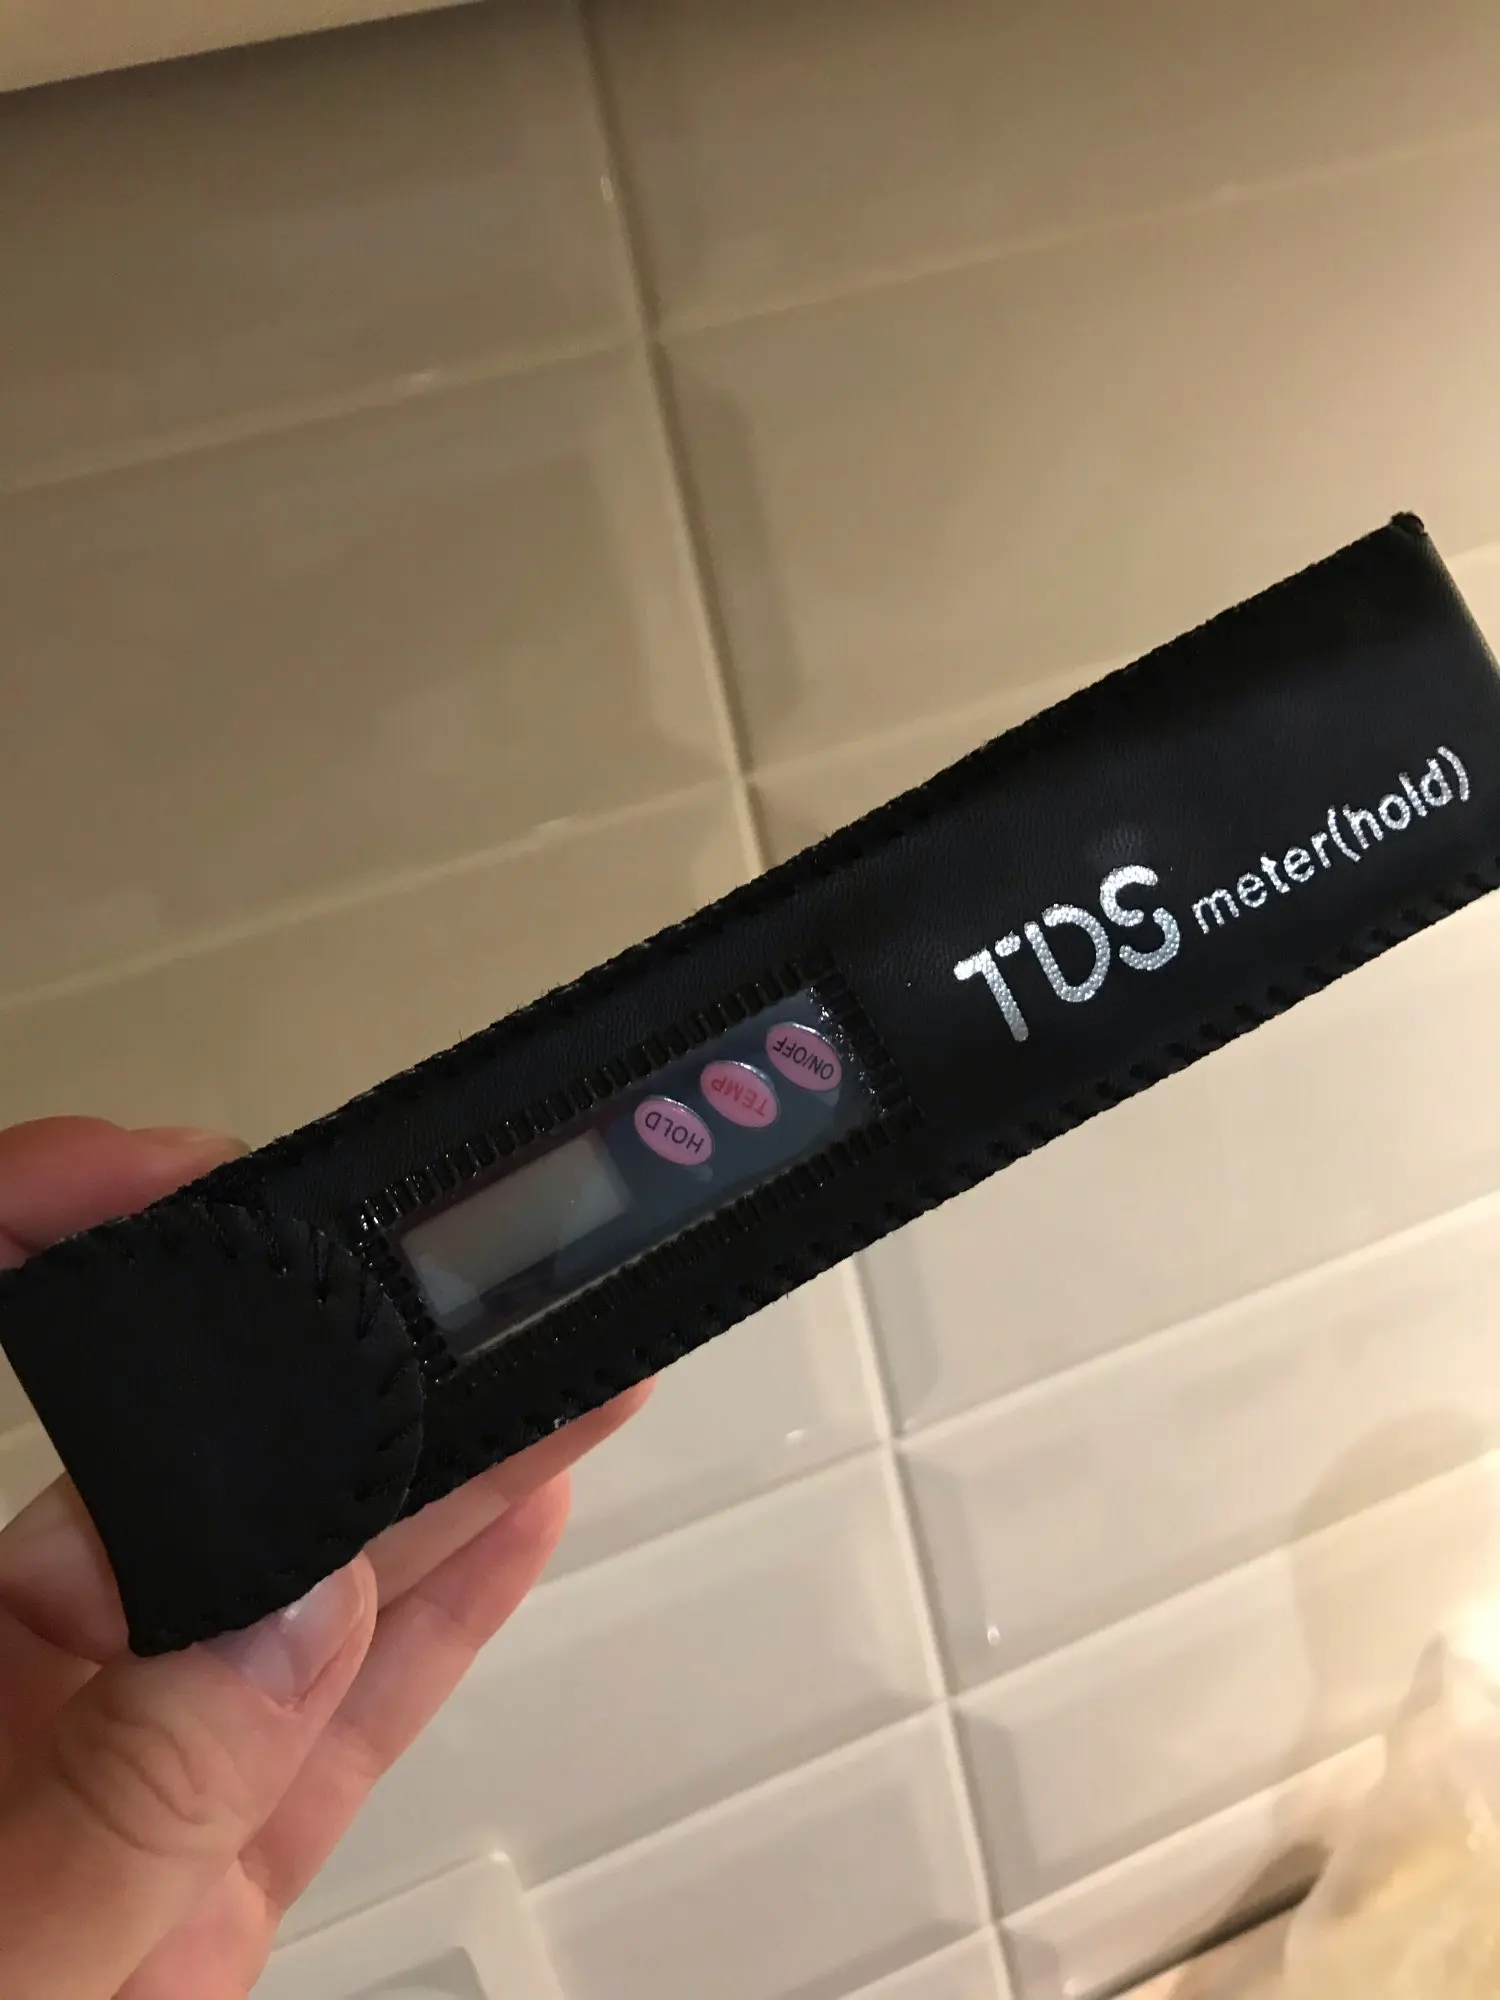 TDS meter(hold)
ON/OFF
TEMP
HOLD